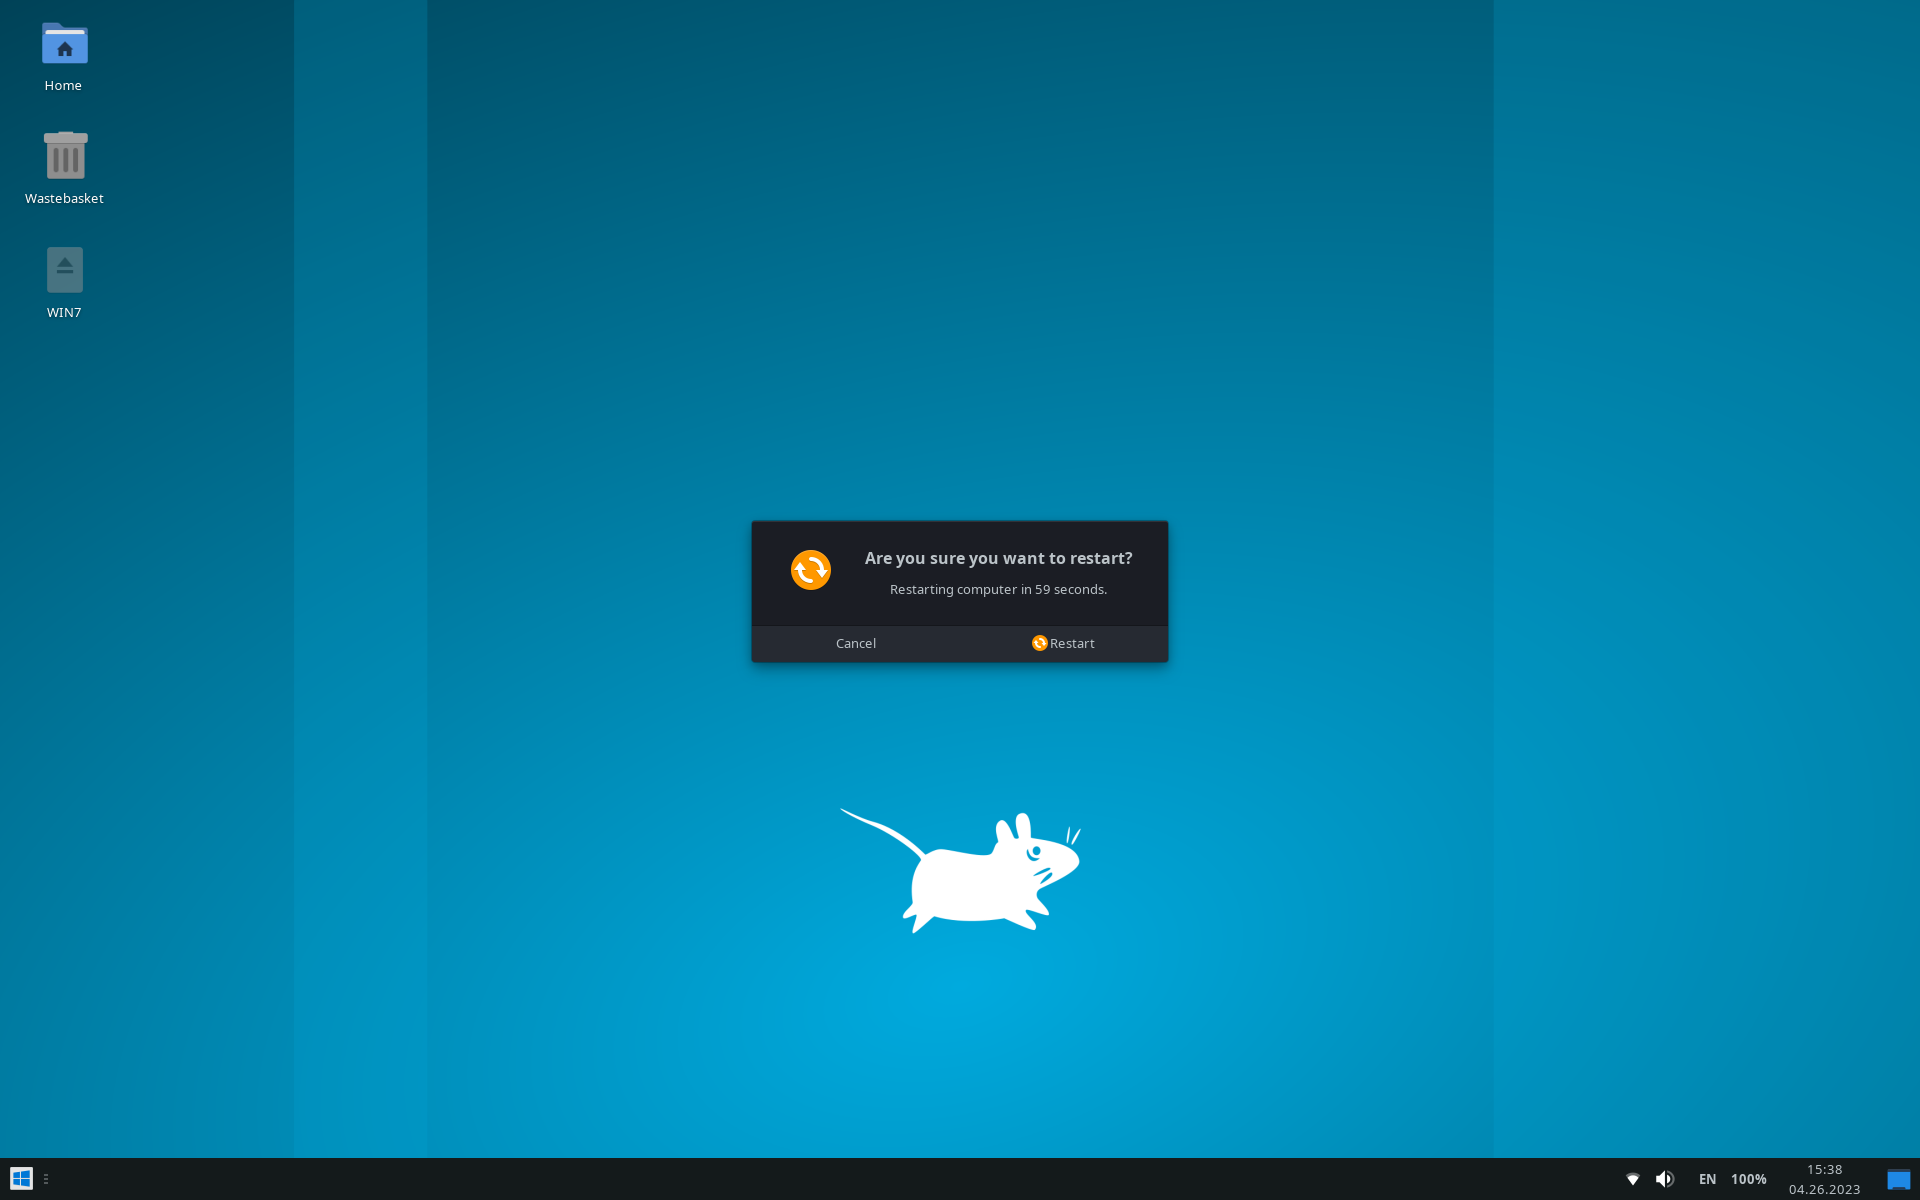 Home
Wastebasket
WIN7
Are you sure you want to restart?
Restarting computer in 59 seconds.
Cancel
Restart
EN
100%
15:38
04.26.2023